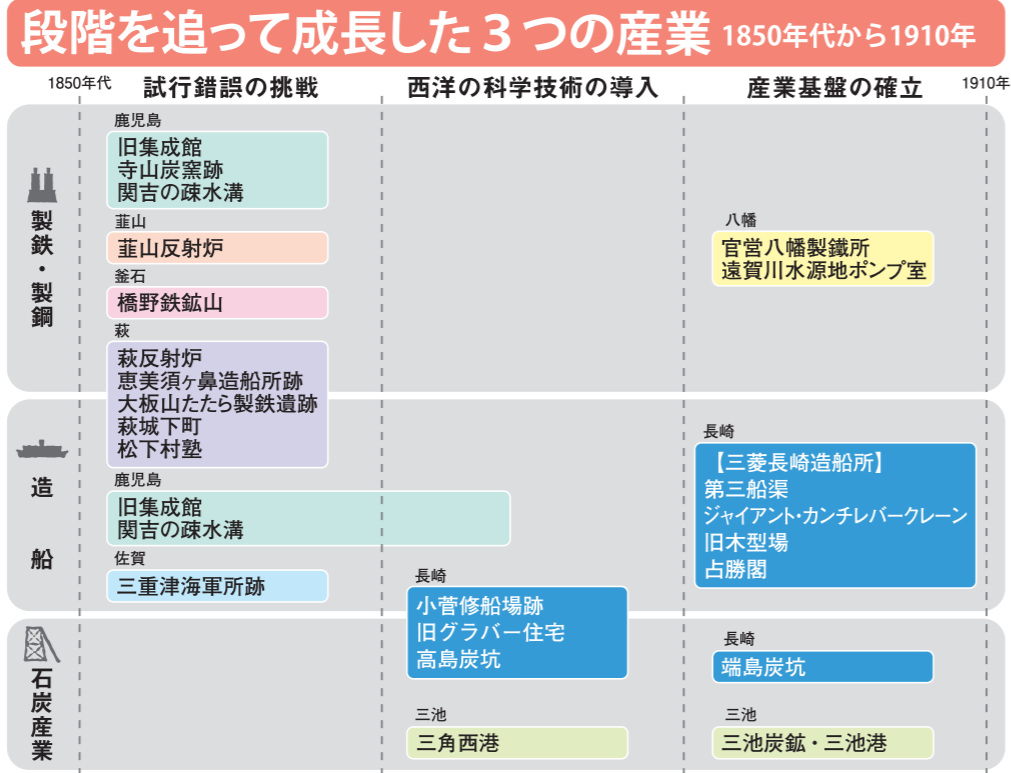 段階を追って成長した3つの産業 1850年代から1910年
1850年代 試行錯誤の挑戦 西洋の科学技術の導入 産業基盤の確立 1910年
製鉄・製鋼
鹿児島
旧集成館
寺山炭窯跡
関吉の疎水溝
韮山
韮山反射炉
釜石
橋野鉄鉱山
萩
萩反射炉
恵美須ヶ鼻造船所跡
大板山たたら製鉄遺跡
萩城下町
松下村塾
八幡
官営八幡製鐵所
遠賀川水源地ポンプ室
造船
鹿児島
旧集成館
関吉の疎水溝
佐賀
三重津海軍所跡
長崎
小菅修船場跡
旧グラバー住宅
高島炭坑
長崎
【三菱長崎造船所】
第三船渠
ジャイアント・カンチレバークレーン
旧木型場
占勝閣
石炭産業
三池
三角西港
長崎
端島炭坑
三池
三池炭鉱・三池港